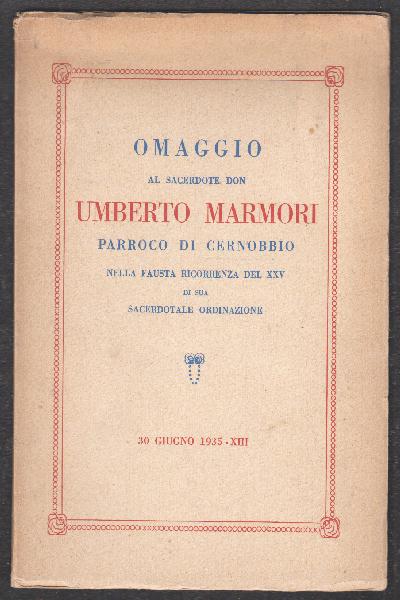 OMAGGIO
AL SACERDOTE DON
UMBERTO MARMORI
PARROCO DI CERNOBBIO
NELLA FAUSTA RICORRENZA DEL XXV
DI SUA
SACERDOTALE ORDINAZIONE
30 GIUGNO 1935 - XIII